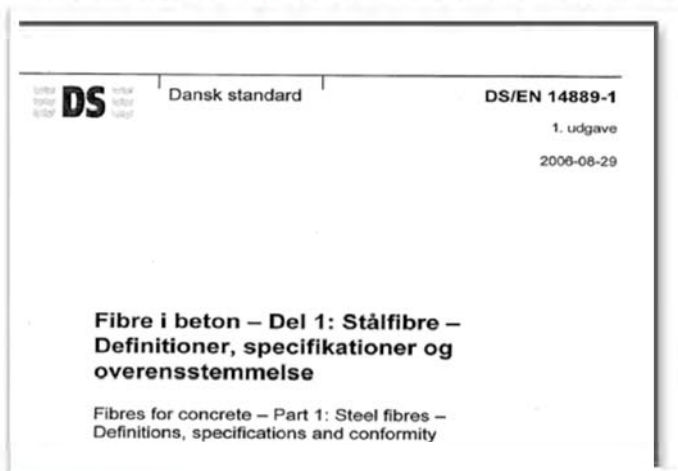 DS
Dansk standard
DS/EN 14889-1
1. udgave
2006-08-29
Fibre i beton – Del 1: Stålfibre –
Definitioner, specifikationer og
overensstemmelse
Fibres for concrete – Part 1: Steel fibres –
Definitions, specifications and conformity